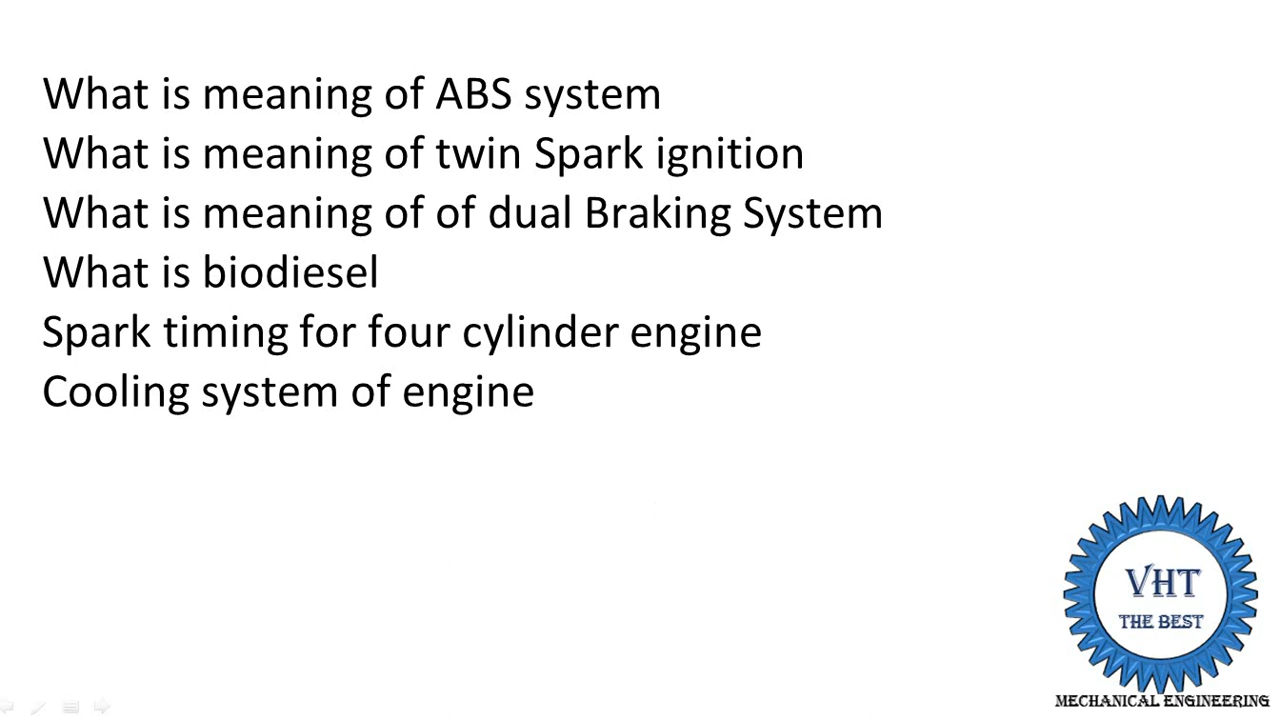 What is meaning of ABS system
What is meaning of twin Spark ignition
What is meaning of of dual Braking System
What is biodiesel
Spark timing for four cylinder engine
Cooling system of engine
VHT
THE BEST
MECHANICAL ENGINEERING